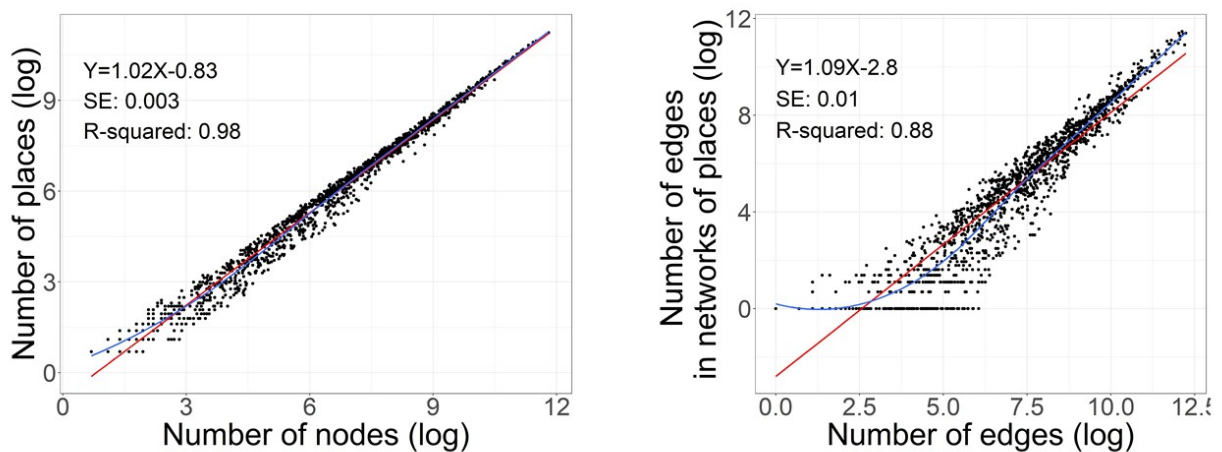 Number of places (log)
9
6
3
0
Y=1.02X-0.83
SE: 0.003
R-squared: 0.98
0 3 6 9 12
Number of nodes (log)
Number of edges
in networks of places (log)
12
8
4
0
Y=1.09X-2.8
SE: 0.01
R-squared: 0.88
0.0 2.5 5.0 7.5 10.0 12.5
Number of edges (log)